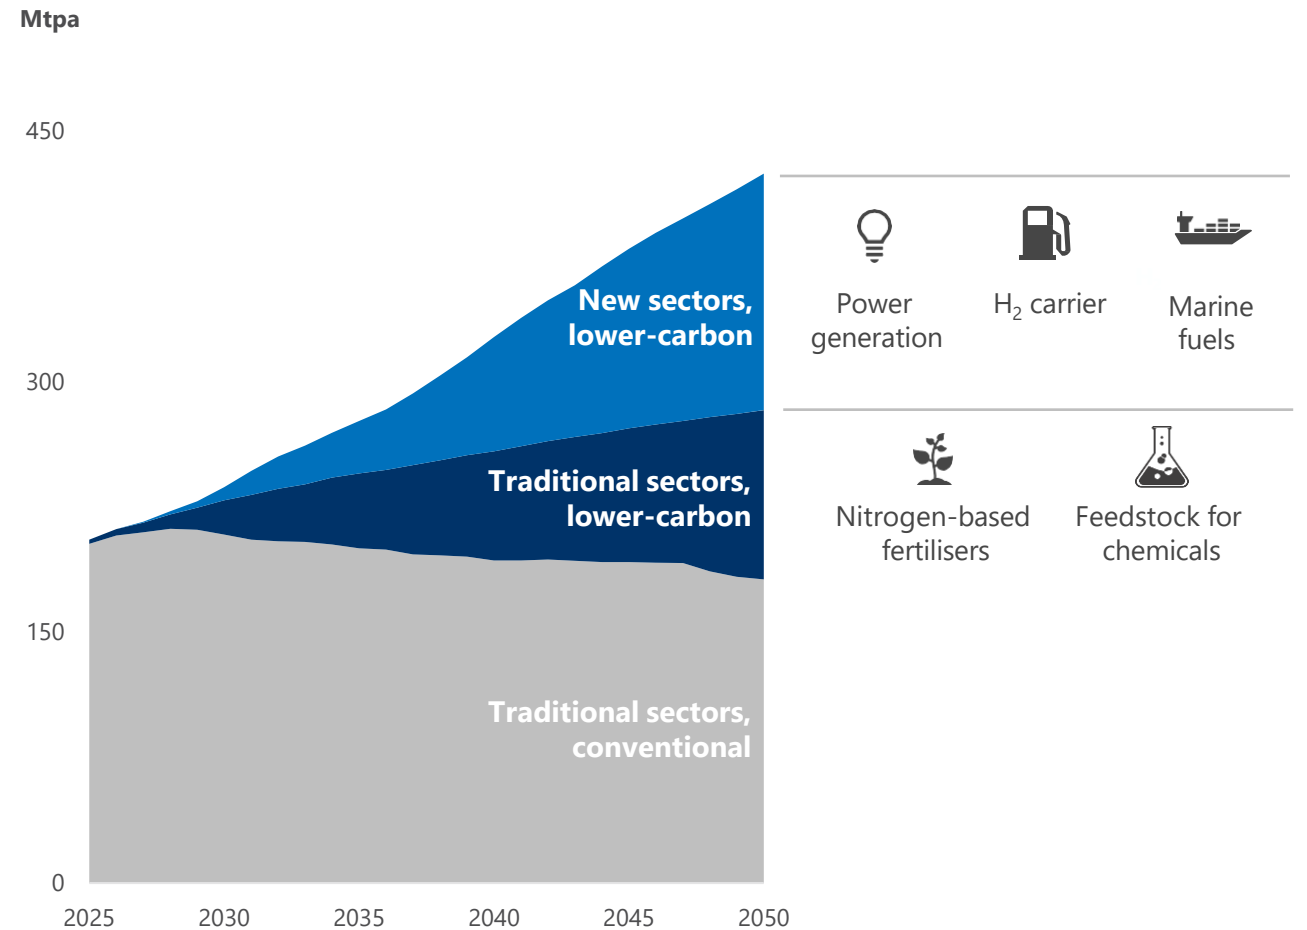 Mtpa
450
300
150
0
2025 2030 2035 2040 2045 2050
New sectors,
lower-carbon
Traditional sectors,
lower-carbon
Traditional sectors,
conventional
Power
generation
H₂ carrier
Marine
fuels
Nitrogen-based
fertilisers
Feedstock for
chemicals